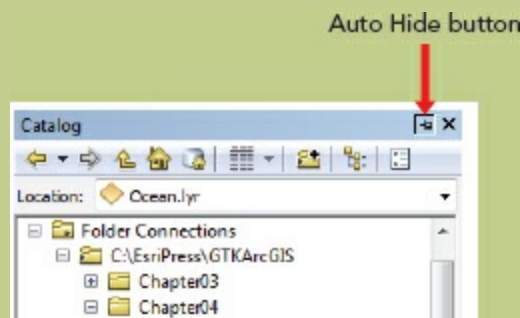 Auto Hide button
Catalog
Location: Ocean.lyr
Folder Connections
C:\EsriPress\GTKArcGIS
Chapter03
Chapter04